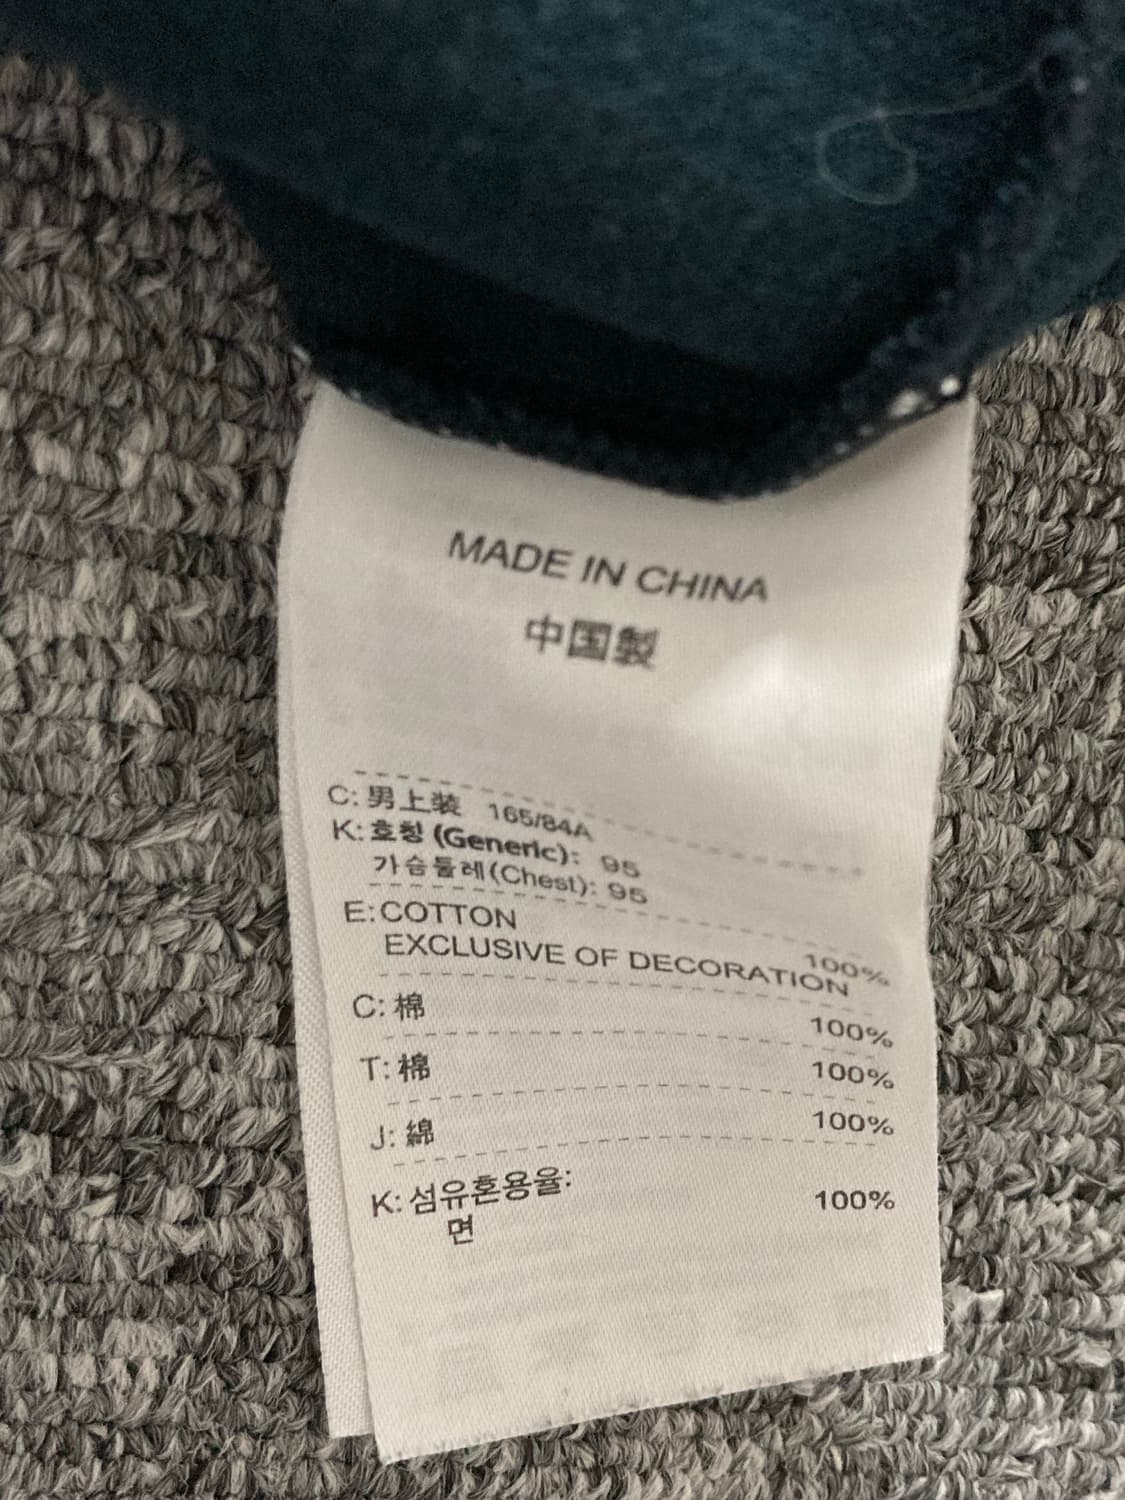 MADE IN CHINA
中国製
C: 男上裝 165/84A
K: 호칭 (Generic): 95
가슴둘레(Chest): 95
E: COTTON 100%
EXCLUSIVE OF DECORATION
C: 棉 100%
T: 棉 100%
J: 綿 100%
K: 섬유혼용율:
면 100%